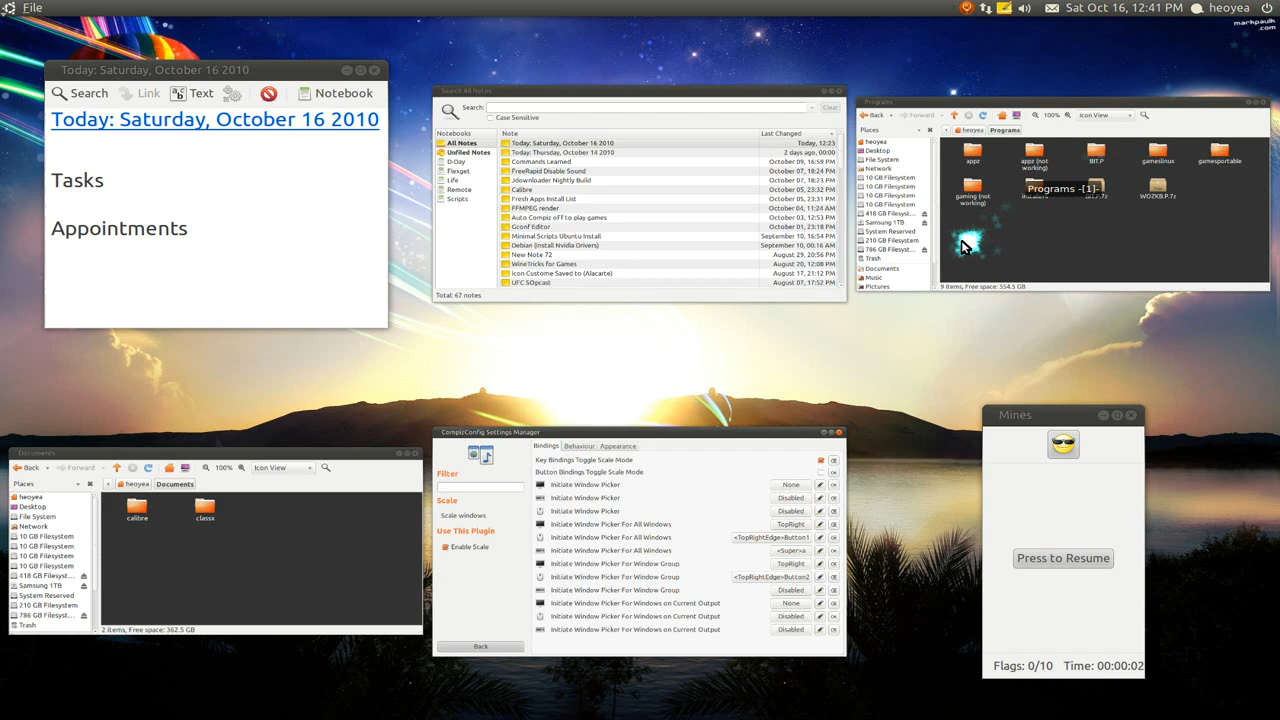 File
Sat Oct 16, 12:41 PM
heoyea
markpaulk
.com
Today: Saturday, October 16 2010
Search Link Text Notebook
Today: Saturday, October 16 2010
Tasks
Appointments
Search All Notes
Search: Clear
Case Sensitive
Notebooks Note Last Changed
All Notes Today: Saturday, October 16 2010 Today, 12:23
Unfiled Notes Today: Thursday, October 14 2010 2 days ago, 00:00
D-Day Commands Learned October 09, 16:59 PM
Flexget FreeRapid Disable Sound October 07, 18:24 PM
Life Jdownloader Nightly Build October 06, 20:38 PM
Remote Calibre October 05, 23:32 PM
Scripts Fresh Apps Install List October 05, 23:31 PM
FFMPEG render October 04, 11:24 AM
Auto Compiz off to play games October 03, 12:53 PM
Gconf Editor October 01, 23:18 PM
Minimal Scripts Ubuntu Install September 10, 16:54 PM
Debian (Install Nvidia Drivers) September 10, 00:16 AM
New Note 72 August 29, 20:56 PM
WineTricks for Games August 20, 12:08 PM
Icon Custome Saved to (Alacarte) August 17, 21:12 PM
UFC SOpcast August 07, 17:52 PM
Total: 67 notes
Programs
Back Forward 100% Icon View
Places heoyea Programs
heoyea
Desktop
File System
Network
10 GB Filesystem
10 GB Filesystem
10 GB Filesystem
10 GB Filesystem
418 GB Filesyst...
Samsung 1TB
System Reserved
210 GB Filesystem
786 GB Filesyst...
Trash
Documents
Music
Pictures
appz
appz (not
working)
BIT.P
gameslinux
gamesportable
gaming (not
working)
WOZKB.P.7z
Programs -[1]-
9 items, Free space: 554.5 GB
Documents
Back Forward 100% Icon View
Places heoyea Documents
heoyea
Desktop
File System
Network
10 GB Filesystem
10 GB Filesystem
10 GB Filesystem
10 GB Filesystem
418 GB Filesyst...
Samsung 1TB
System Reserved
210 GB Filesystem
786 GB Filesyst...
Trash
calibre classx
2 items, Free space: 362.5 GB
CompizConfig Settings Manager
Filter
Scale
Scale windows
Use This Plugin
Enable Scale
Back
Bindings Behaviour Appearance
Key Bindings Toggle Scale Mode
Button Bindings Toggle Scale Mode
Initiate Window Picker None
Initiate Window Picker Disabled
Initiate Window Picker Disabled
Initiate Window Picker For All Windows TopRight
Initiate Window Picker For All Windows <TopRightEdge>Button1
Initiate Window Picker For All Windows <Super>a
Initiate Window Picker For Window Group TopRight
Initiate Window Picker For Window Group <TopRightEdge>Button2
Initiate Window Picker For Window Group Disabled
Initiate Window Picker For Windows on Current Output None
Initiate Window Picker For Windows on Current Output Disabled
Initiate Window Picker For Windows on Current Output Disabled
Mines
Press to Resume
Flags: 0/10 Time: 00:00:02